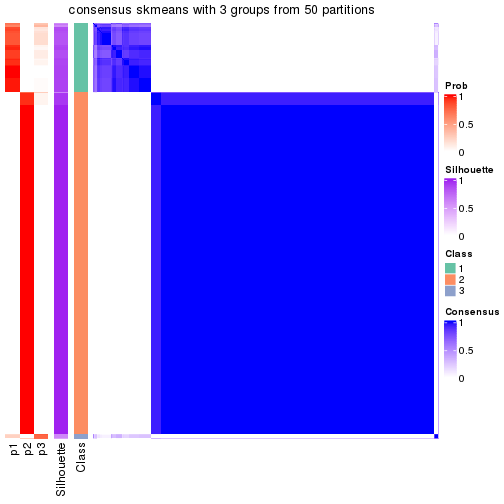 consensus skmeans with 3 groups from 50 partitions
Prob
1
0.5
0
Silhouette
1
0.5
0
Class
1
2
3
Consensus
1
0.5
0
p1
p2
p3
Silhouette
Class